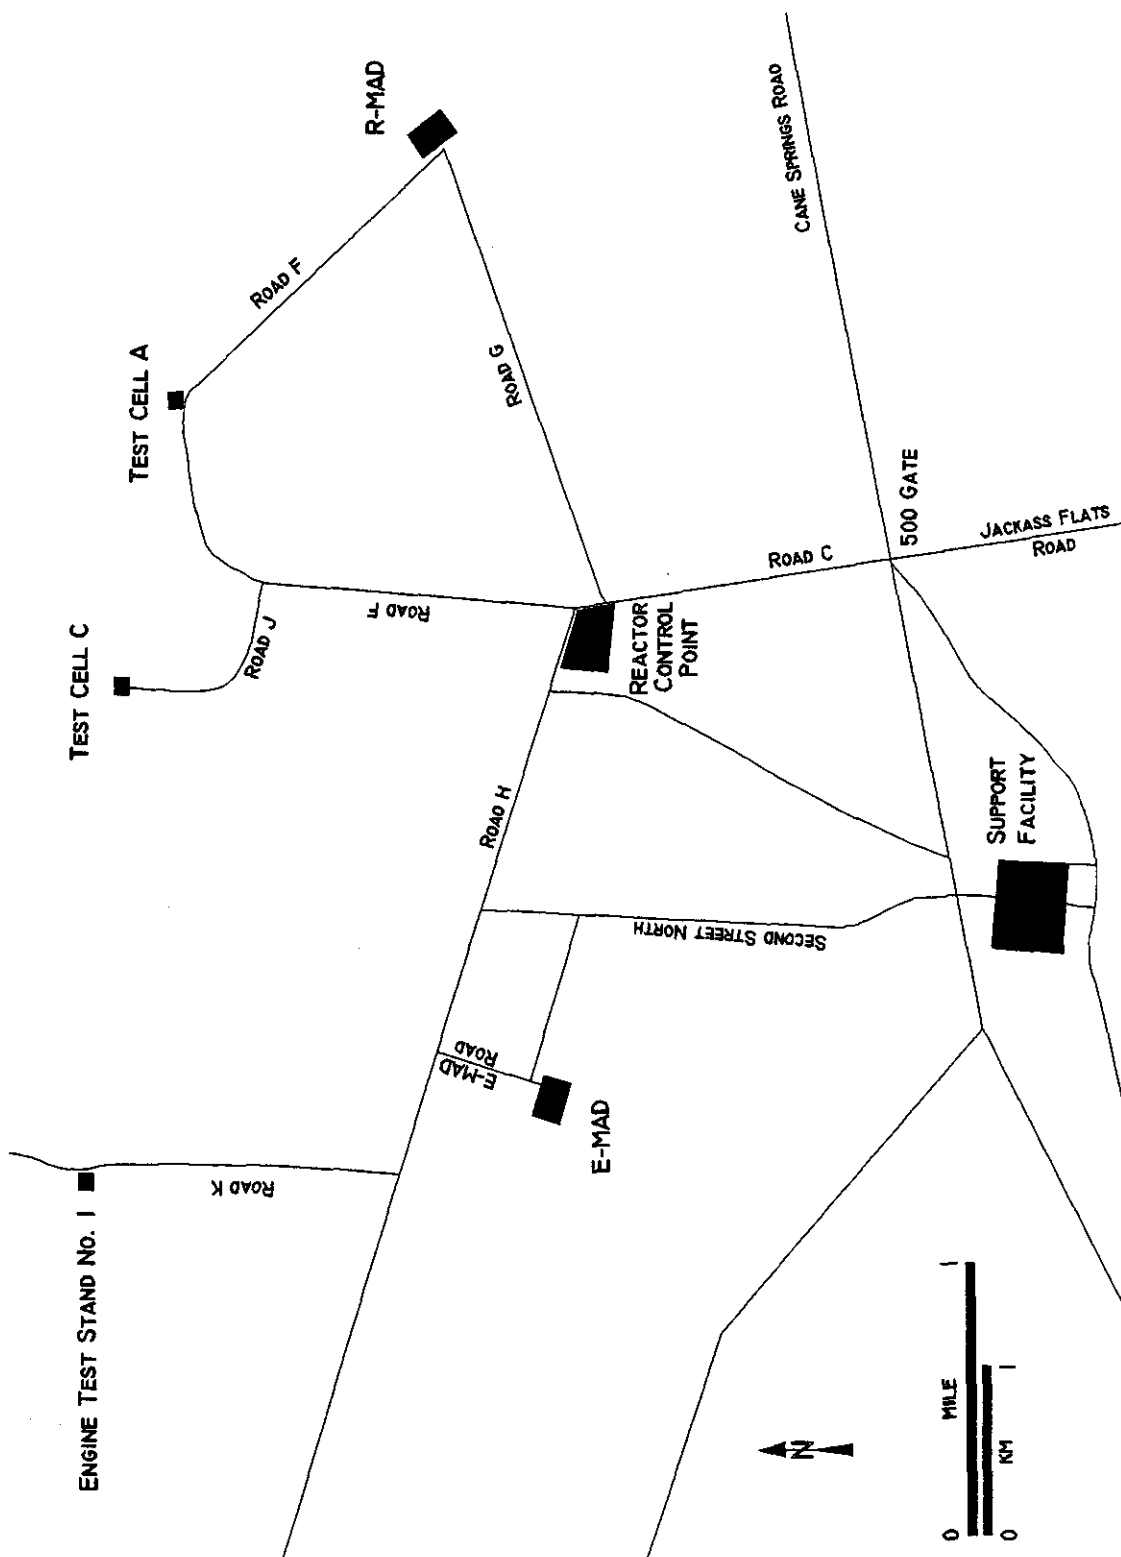 ENGINE TEST STAND NO. 1
TEST CELL C
TEST CELL A
R-MAD
ROAD K
ROAD J
ROAD F
ROAD F
ROAD G
E-MAD
ROAD
ROAD H
REACTOR
CONTROL
POINT
E-MAD
SECOND STREET NORTH
ROAD C
CANE SPRINGS ROAD
500 GATE
JACKASS FLATS
ROAD
SUPPORT
FACILITY
N
0 MILE 1
0 KM 1